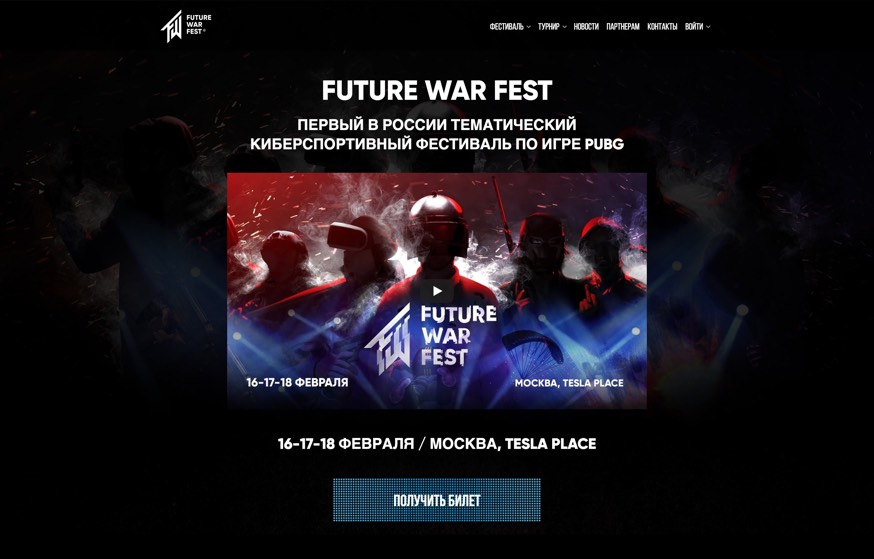 FUTURE
WAR
FEST®
ФЕСТИВАЛЬ ТУРНИР НОВОСТИ ПАРТНЕРАМ КОНТАКТЫ ВОЙТИ
FUTURE WAR FEST
ПЕРВЫЙ В РОССИИ ТЕМАТИЧЕСКИЙ
КИБЕРСПОРТИВНЫЙ ФЕСТИВАЛЬ ПО ИГРЕ PUBG
FUTURE
WAR
FEST
16-17-18 ФЕВРАЛЯ
МОСКВА, TESLA PLACE
16-17-18 ФЕВРАЛЯ / МОСКВА, TESLA PLACE
ПОЛУЧИТЬ БИЛЕТ